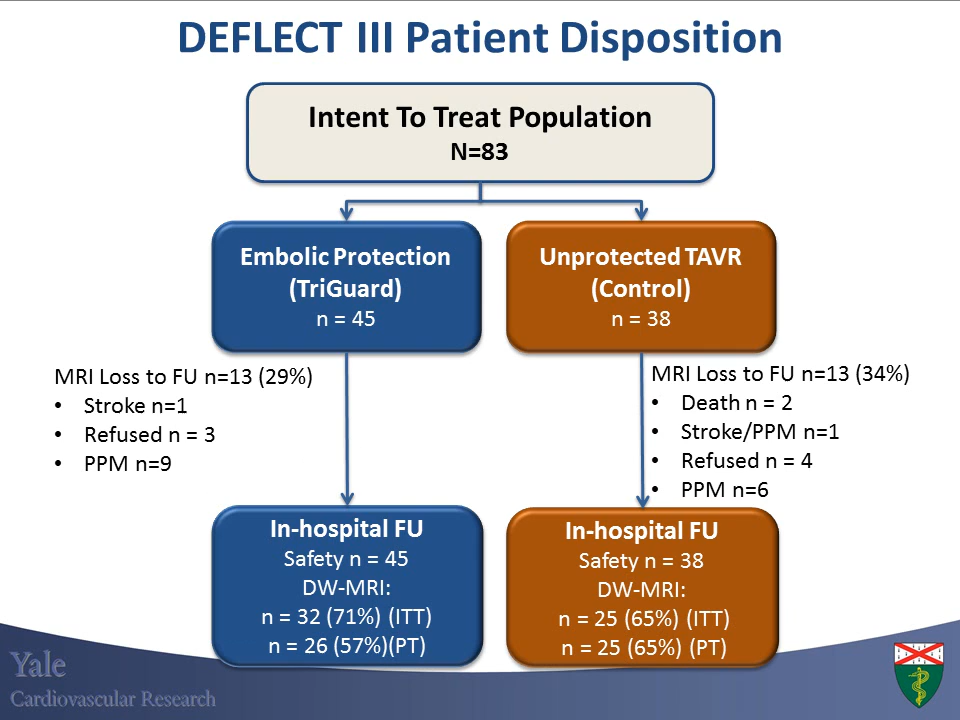 DEFLECT III Patient Disposition
Intent To Treat Population
N=83
Embolic Protection
(TriGuard)
n = 45
Unprotected TAVR
(Control)
n = 38
MRI Loss to FU n=13 (29%)
• Stroke n=1
• Refused n = 3
• PPM n=9
MRI Loss to FU n=13 (34%)
• Death n = 2
• Stroke/PPM n=1
• Refused n = 4
• PPM n=6
In-hospital FU
Safety n = 45
DW-MRI:
n = 32 (71%) (ITT)
n = 26 (57%)(PT)
In-hospital FU
Safety n = 38
DW-MRI:
n = 25 (65%) (ITT)
n = 25 (65%) (PT)
Yale
Cardiovascular Research